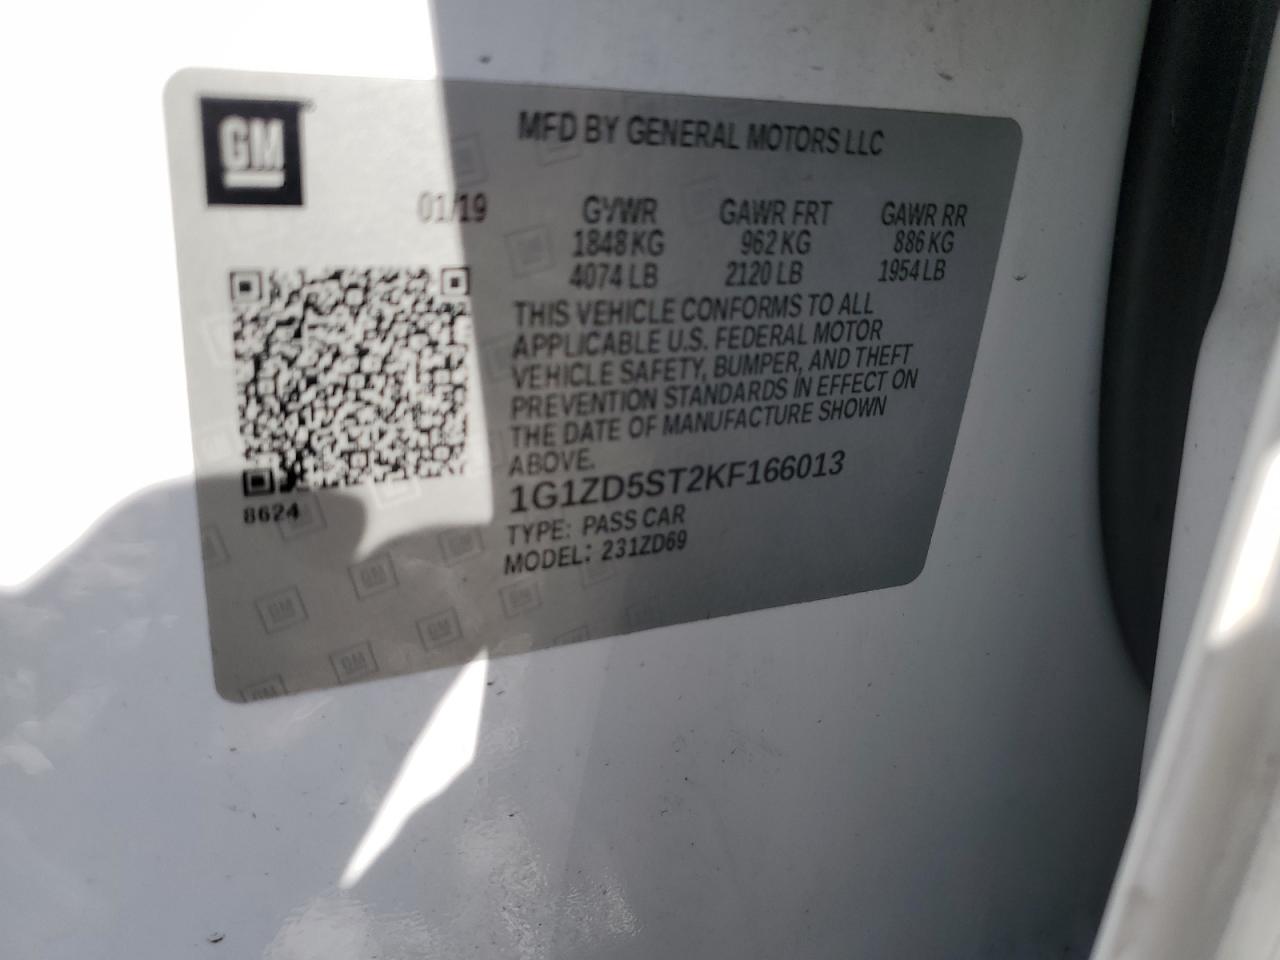 GM
MFD BY GENERAL MOTORS LLC
01/19 GVWR GAWR FRT GAWR RR
1848 KG 962 KG 886 KG
4074 LB 2120 LB 1954 LB
THIS VEHICLE CONFORMS TO ALL
APPLICABLE U.S. FEDERAL MOTOR
VEHICLE SAFETY, BUMPER, AND THEFT
PREVENTION STANDARDS IN EFFECT ON
THE DATE OF MANUFACTURE SHOWN
ABOVE.
1G1ZD5ST2KF166013
8624
TYPE: PASS CAR
MODEL: 231ZD69